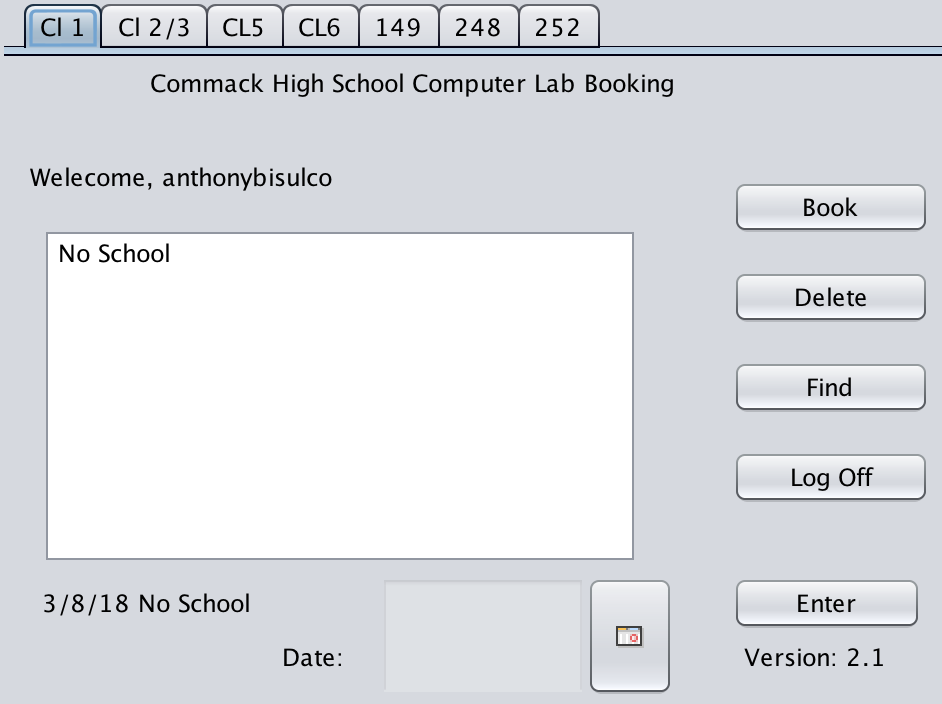 Cl 1 Cl 2/3 CL5 CL6 149 248 252
Commack High School Computer Lab Booking
Welecome, anthonybisulco
Book
No School
Delete
Find
Log Off
3/8/18 No School
Enter
Date:
Version: 2.1